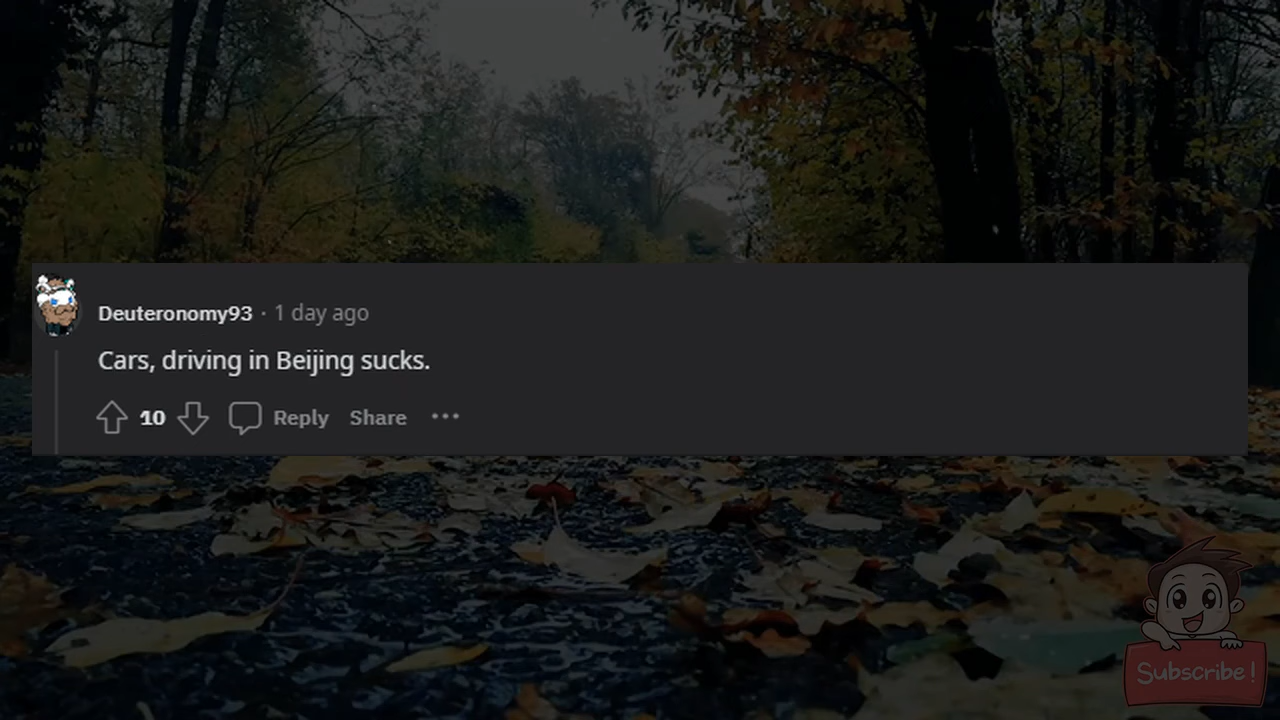 Deuteronomy93 · 1 day ago
Cars, driving in Beijing sucks.
10 Reply Share •••
Subscribe!